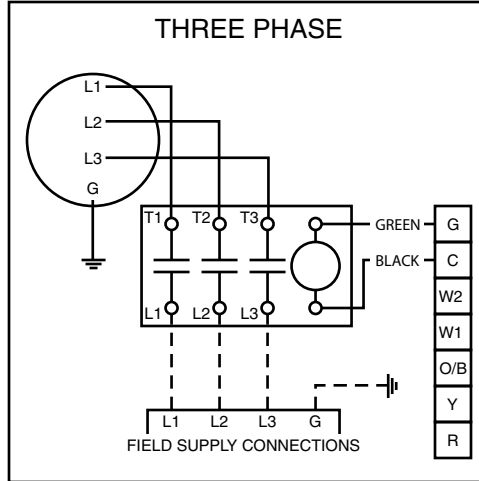 THREE PHASE
L1
L2
L3
G
T1 T2 T3
GREEN G
BLACK C
W2
L1 L2 L3
W1
O/B
Y
L1 L2 L3 G
R
FIELD SUPPLY CONNECTIONS